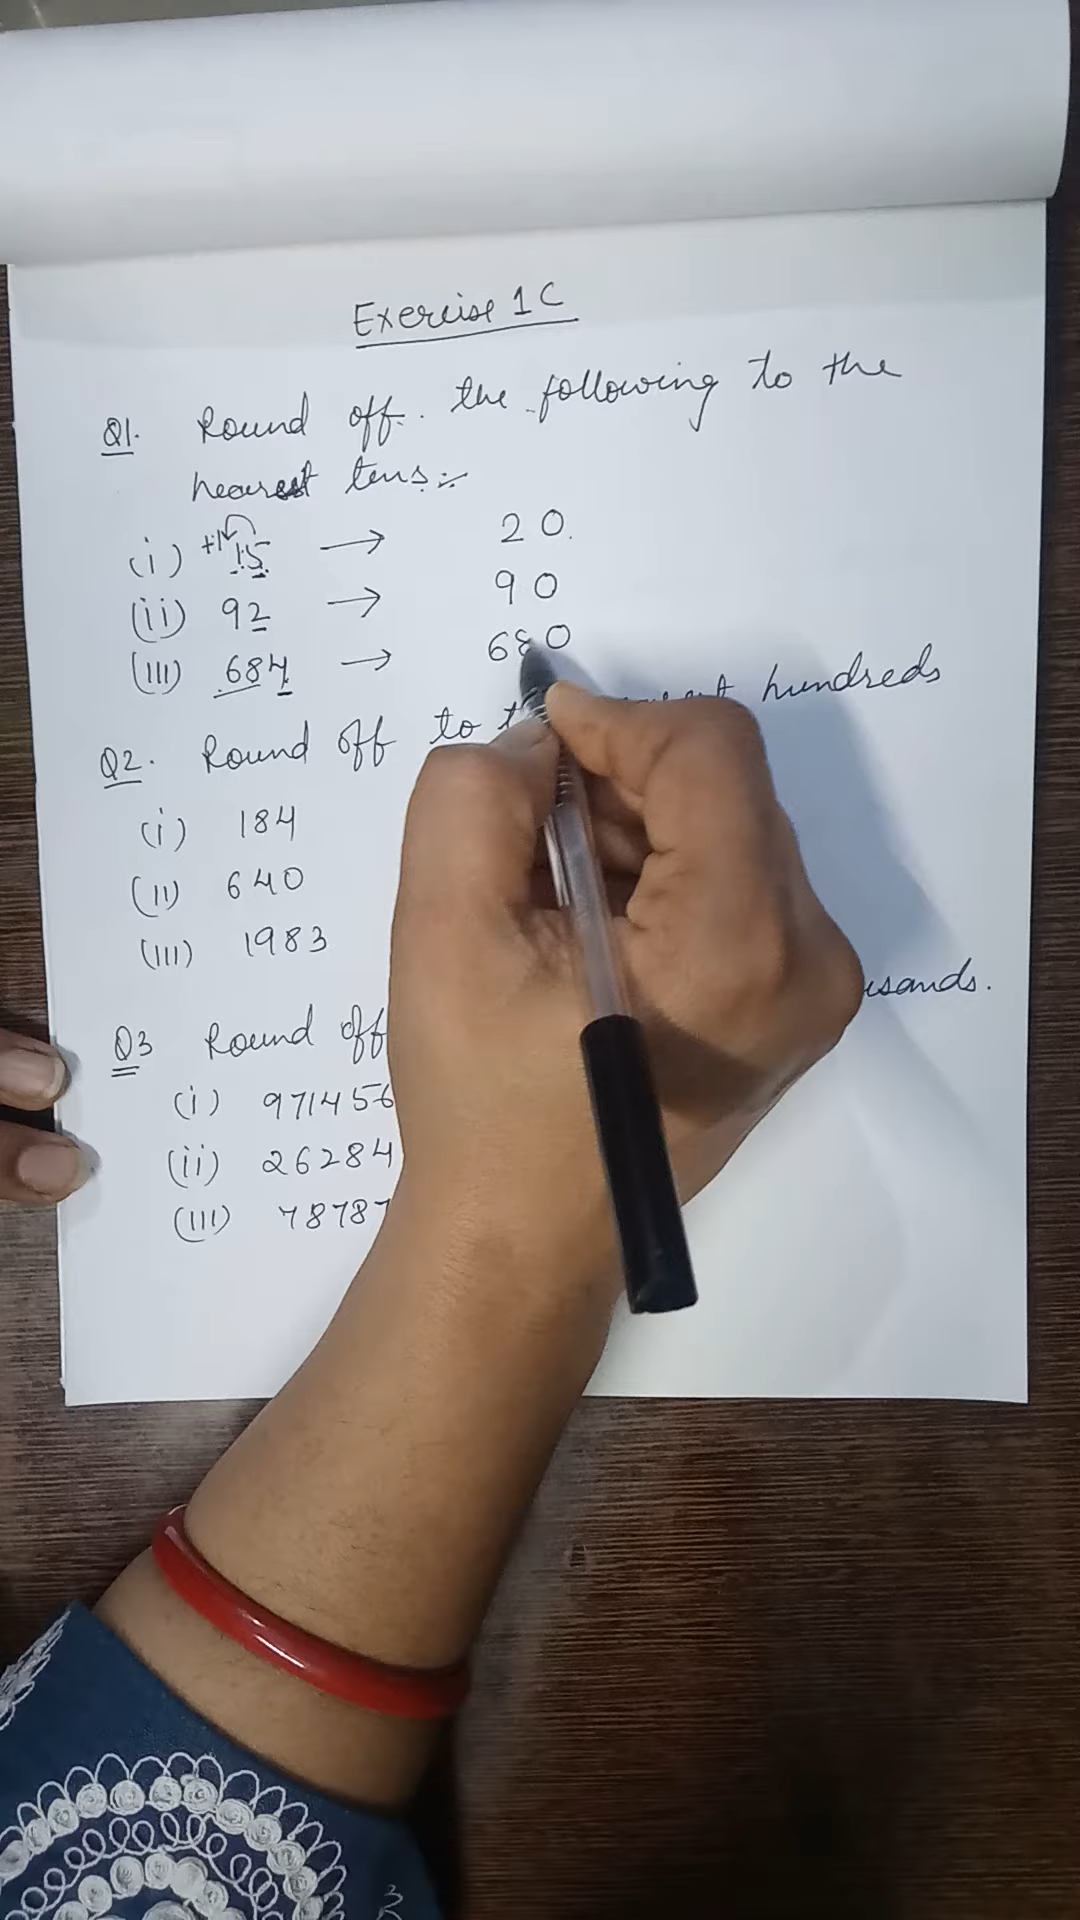 Exercise 1C
Q1. Round off. the following to the
nearest tens:-
(i) +1 15 → 20.
(ii) 92 → 90
(III) 684 → 680
Q2. Round off to hundreds
(i) 184
(II) 640
(III) 1983
Q3 Round off
(i) 971456
(ii) 26284
(III) 78787